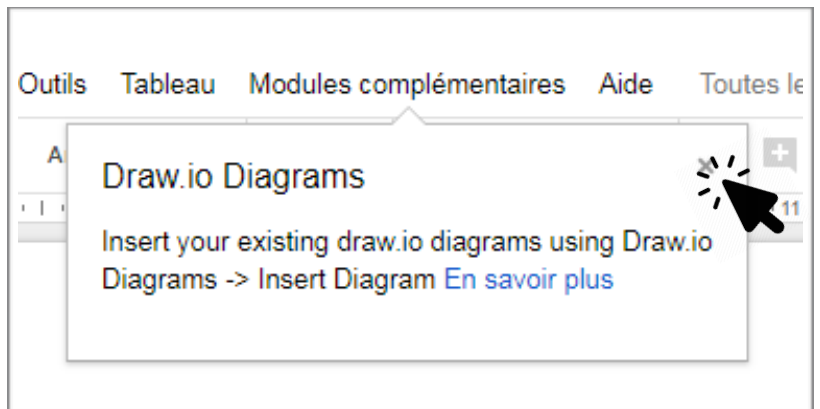 Outils Tableau Modules complémentaires Aide Toutes le
A
Draw.io Diagrams
11
Insert your existing draw.io diagrams using Draw.io
Diagrams -> Insert Diagram En savoir plus